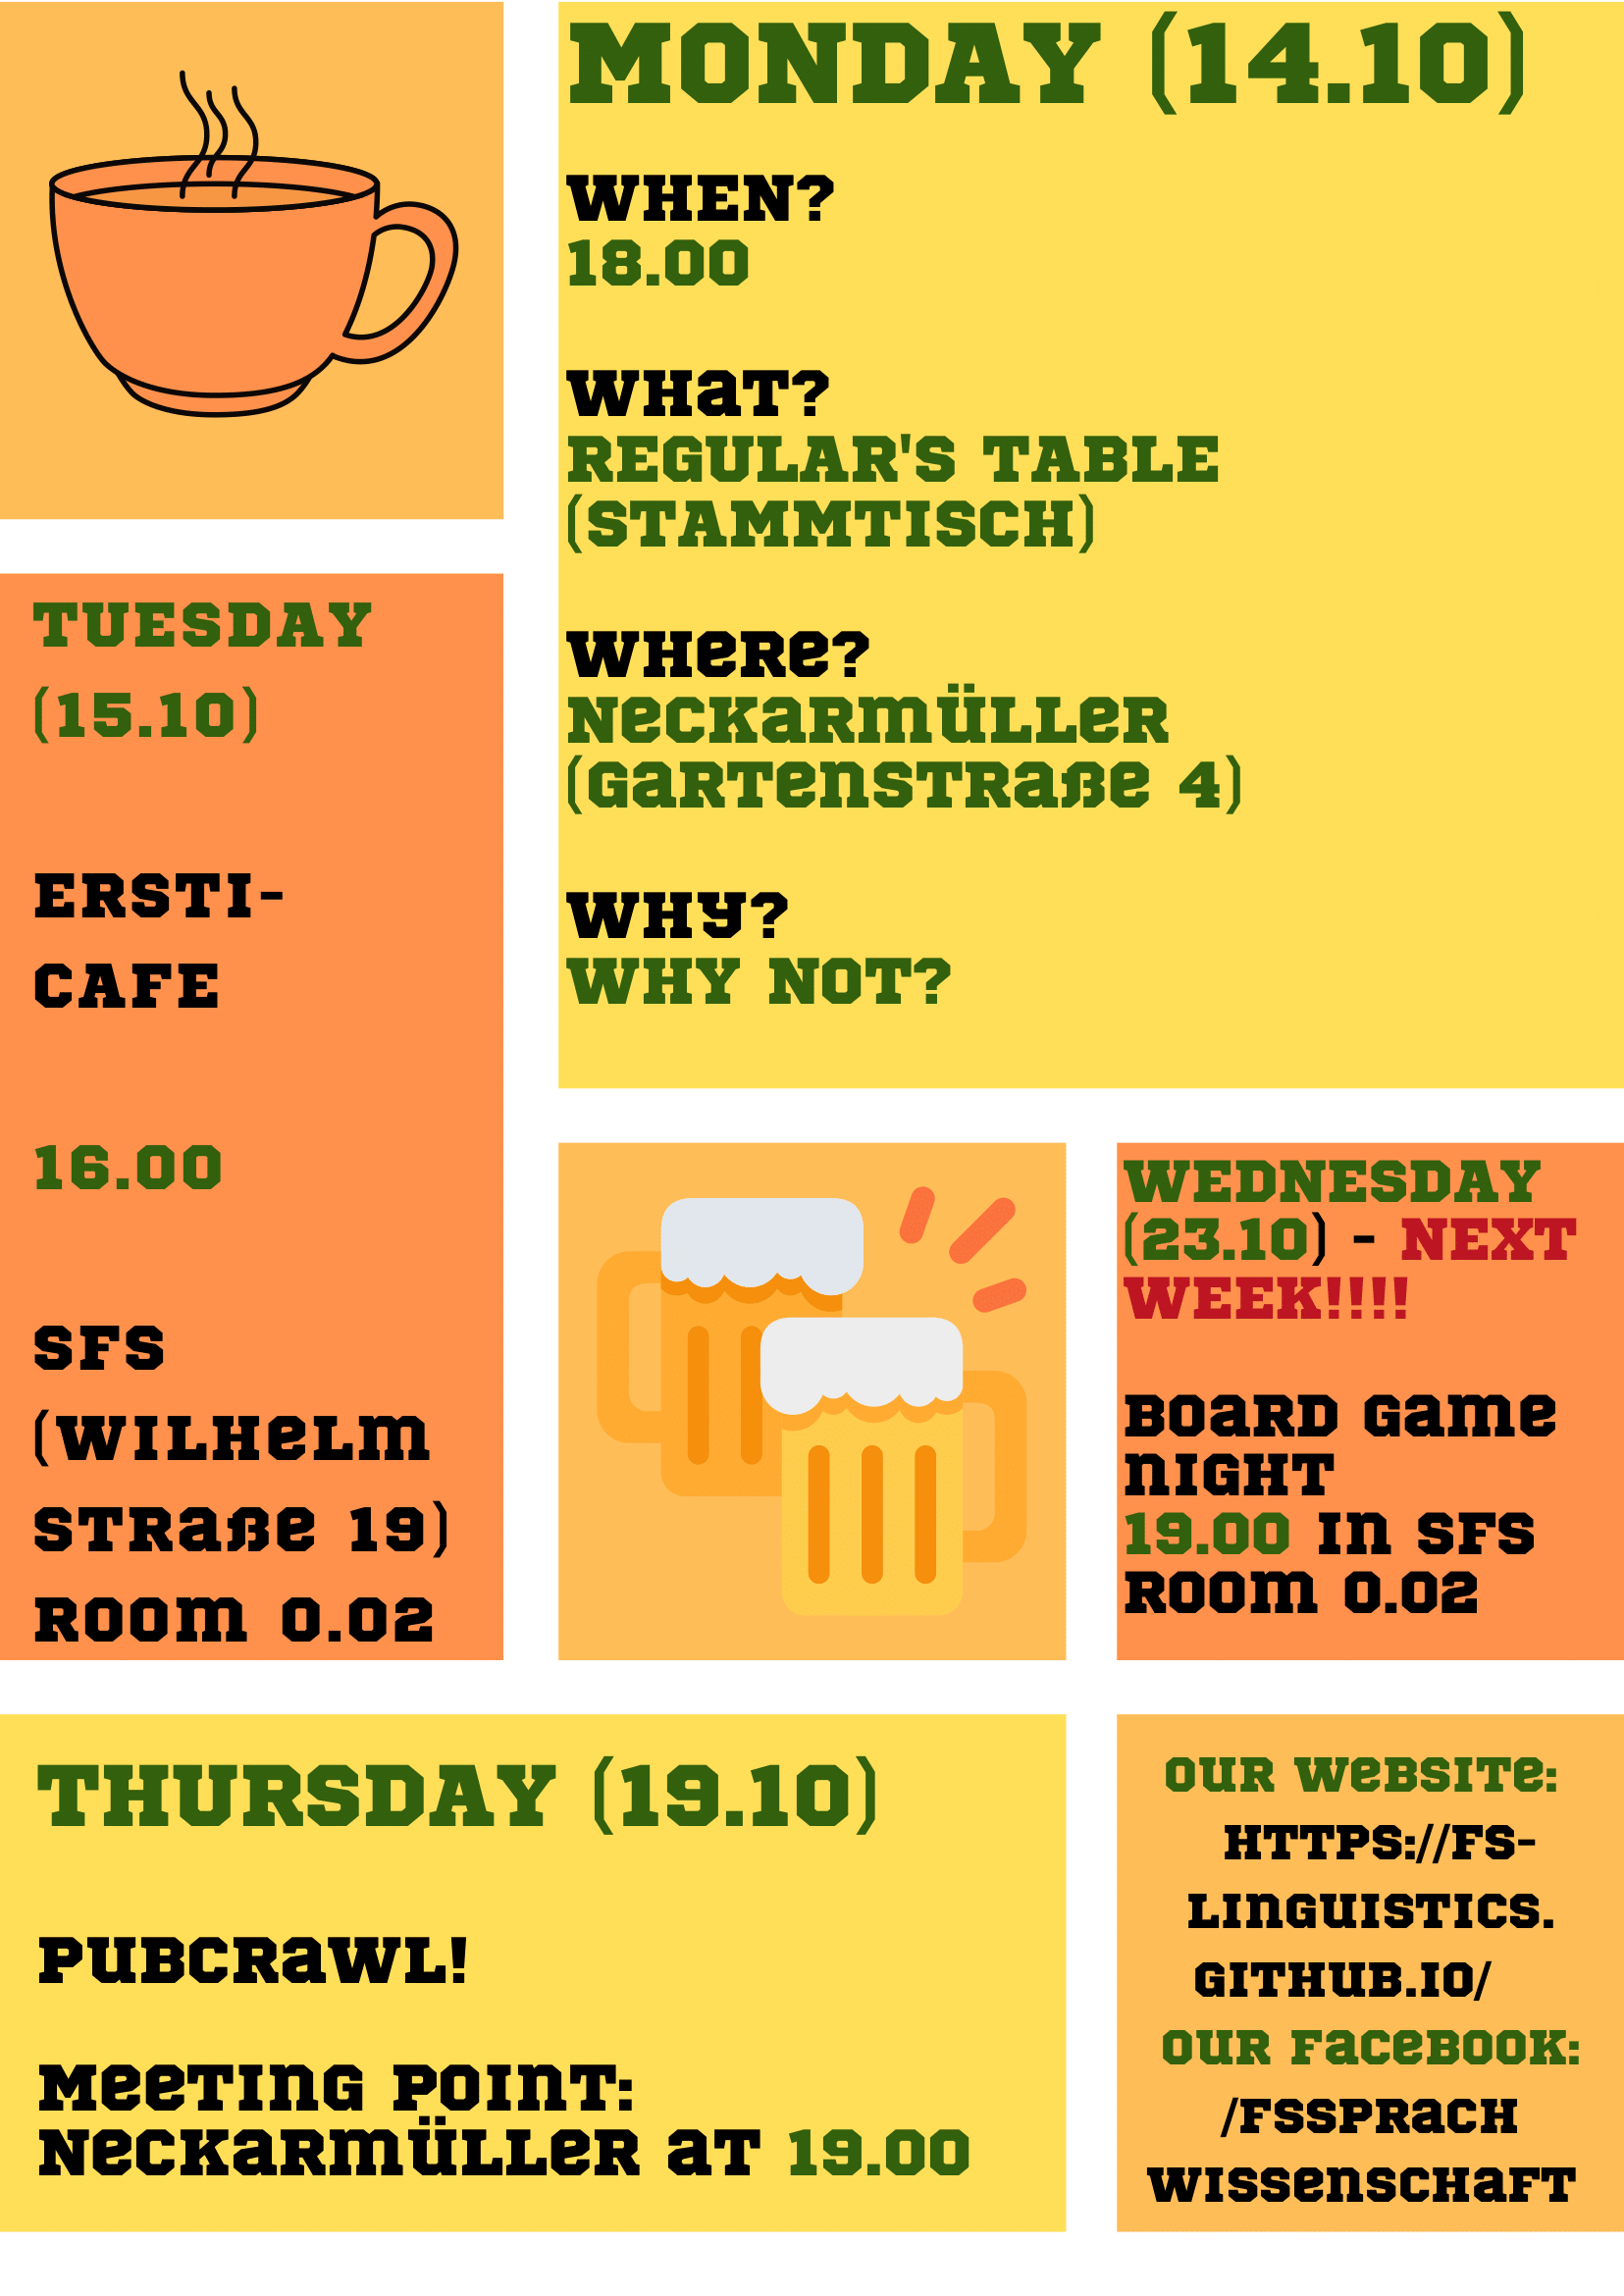 MONDAY (14.10)
WHEN?
18.00
WHaT?
REGULAR'S TABLE
(STAMMTISCH)
WHeRe?
NeCKaRmüLLeR
(GaRTenSTRaße 4)
WHY?
WHY NOT?
TUESDAY
(15.10)
ERSTI-
CAFE
16.00
SFS
(WILHeLm
STRaße 19)
ROOm 0.02
WEDNESDAY
(23.10) - NEXT
WEEK!!!!
BOaRD Game
nIGHT
19.00 In SFS
ROOm 0.02
THURSDAY (19.10)
PuBCRaWL!
MeeTInG POInT:
NeCKaRmüLLeR aT 19.00
OuR WeBSITe:
HTTPS://FS-
LInGuISTICS.
GITHuB.IO/
OuR FaCeBOOK:
/FSSPRaCH
WISSenSCHaFT